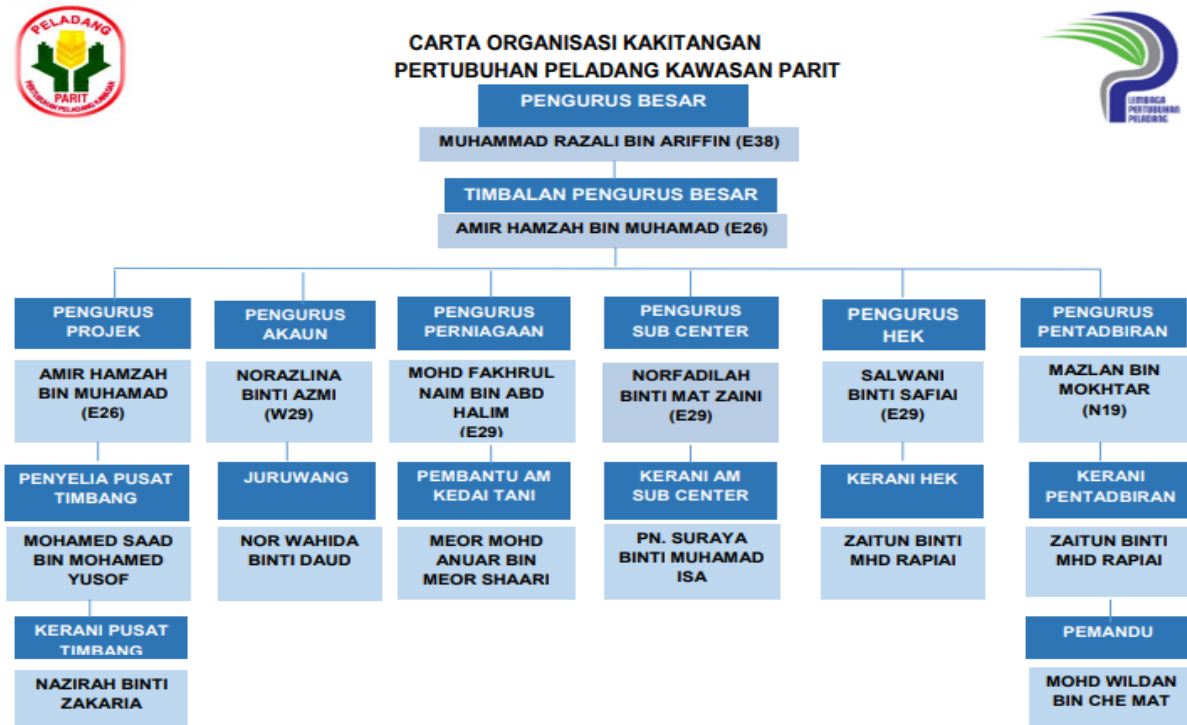 PELADANG
PARIT
PERTUBUHAN PELADANG KAWASAN
CARTA ORGANISASI KAKITANGAN
PERTUBUHAN PELADANG KAWASAN PARIT
LEMBAGA
PERTUBUHAN
PELADANG
PENGURUS BESAR
MUHAMMAD RAZALI BIN ARIFFIN (E38)
TIMBALAN PENGURUS BESAR
AMIR HAMZAH BIN MUHAMAD (E26)
PENGURUS
PROJEK
AMIR HAMZAH
BIN MUHAMAD
(E26)
PENYELIA PUSAT
TIMBANG
MOHAMED SAAD
BIN MOHAMED
YUSOF
KERANI PUSAT
TIMBANG
NAZIRAH BINTI
ZAKARIA
PENGURUS
AKAUN
NORAZLINA
BINTI AZMI
(W29)
JURUWANG
NOR WAHIDA
BINTI DAUD
PENGURUS
PERNIAGAAN
MOHD FAKHRUL
NAIM BIN ABD
HALIM
(E29)
PEMBANTU AM
KEDAI TANI
MEOR MOHD
ANUAR BIN
MEOR SHAARI
PENGURUS
SUB CENTER
NORFADILAH
BINTI MAT ZAINI
(E29)
KERANI AM
SUB CENTER
PN. SURAYA
BINTI MUHAMAD
ISA
PENGURUS
HEK
SALWANI
BINTI SAFIAI
(E29)
KERANI HEK
ZAITUN BINTI
MHD RAPIAI
PENGURUS
PENTADBIRAN
MAZLAN BIN
MOKHTAR
(N19)
KERANI
PENTADBIRAN
ZAITUN BINTI
MHD RAPIAI
PEMANDU
MOHD WILDAN
BIN CHE MAT